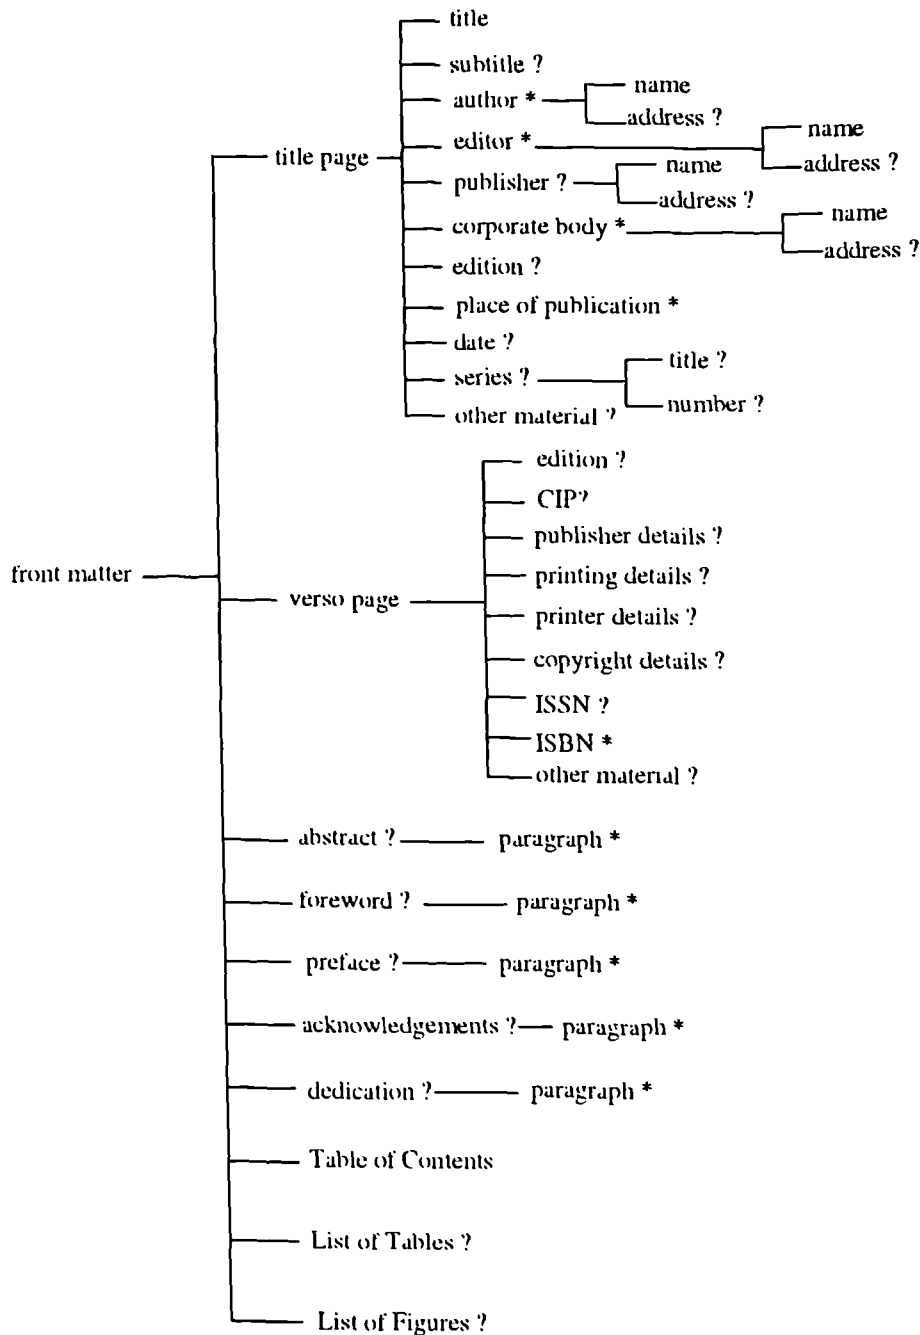 title
subtitle ?
author *
name
address ?
editor *
name
address ?
title page
publisher ?
name
address ?
corporate body *
name
address ?
edition ?
place of publication *
date ?
series ?
title ?
number ?
other material ?
front matter
verso page
edition ?
CIP?
publisher details ?
printing details ?
printer details ?
copyright details ?
ISSN ?
ISBN *
other material ?
abstract ? paragraph *
foreword ? paragraph *
preface ? paragraph *
acknowledgements ? paragraph *
dedication ? paragraph *
Table of Contents
List of Tables ?
List of Figures ?